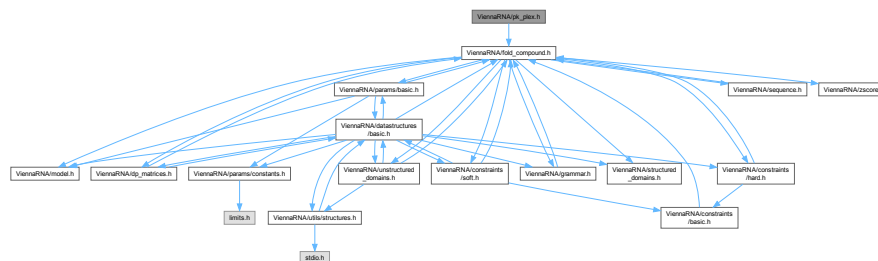 ViennaRNA/pk_plex.h
ViennaRNA/fold_compound.h
ViennaRNA/params/basic.h
ViennaRNA/sequence.h
ViennaRNA/zscore
ViennaRNA/datastructures
/basic.h
ViennaRNA/model.h
ViennaRNA/dp_matrices.h
ViennaRNA/params/constants.h
ViennaRNA/unstructured
_domains.h
ViennaRNA/constraints
/soft.h
ViennaRNA/grammar.h
ViennaRNA/structured
_domains.h
ViennaRNA/constraints
/hard.h
limits.h
ViennaRNA/utils/structures.h
ViennaRNA/constraints
/basic.h
stdio.h